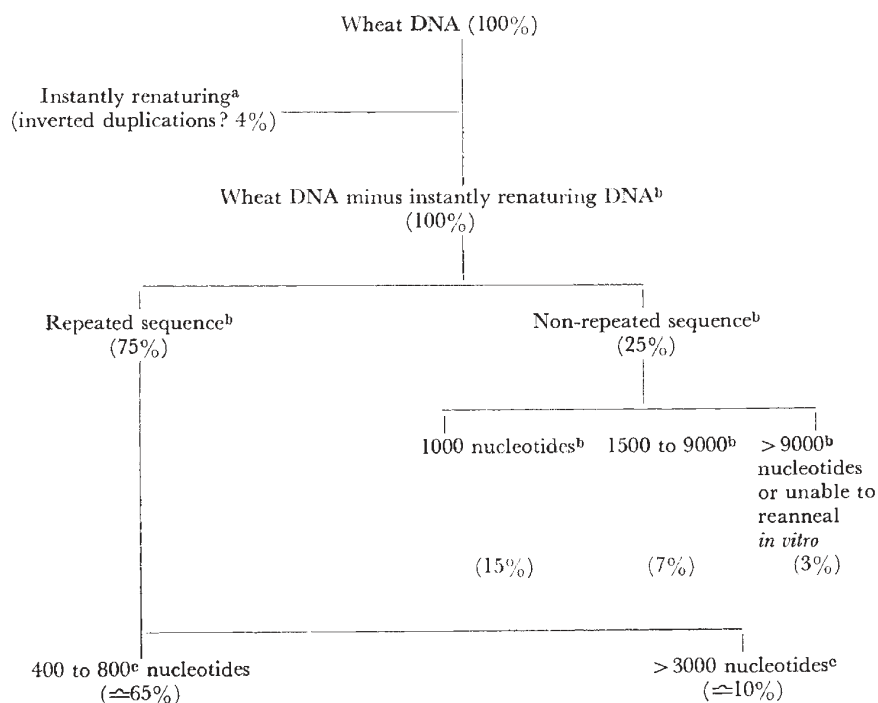 Wheat DNA (100%)
Instantly renaturingᵃ
(inverted duplications? 4%)
Wheat DNA minus instantly renaturing DNAᵇ
(100%)
Repeated sequenceᵇ
(75%)
Non-repeated sequenceᵇ
(25%)
1000 nucleotidesᵇ
1500 to 9000ᵇ
> 9000ᵇ
nucleotides
or unable to
reanneal
in vitro
(15%)
(7%)
(3%)
400 to 800ᶜ nucleotides
(≏65%)
> 3000 nucleotidesᶜ
(≏10%)